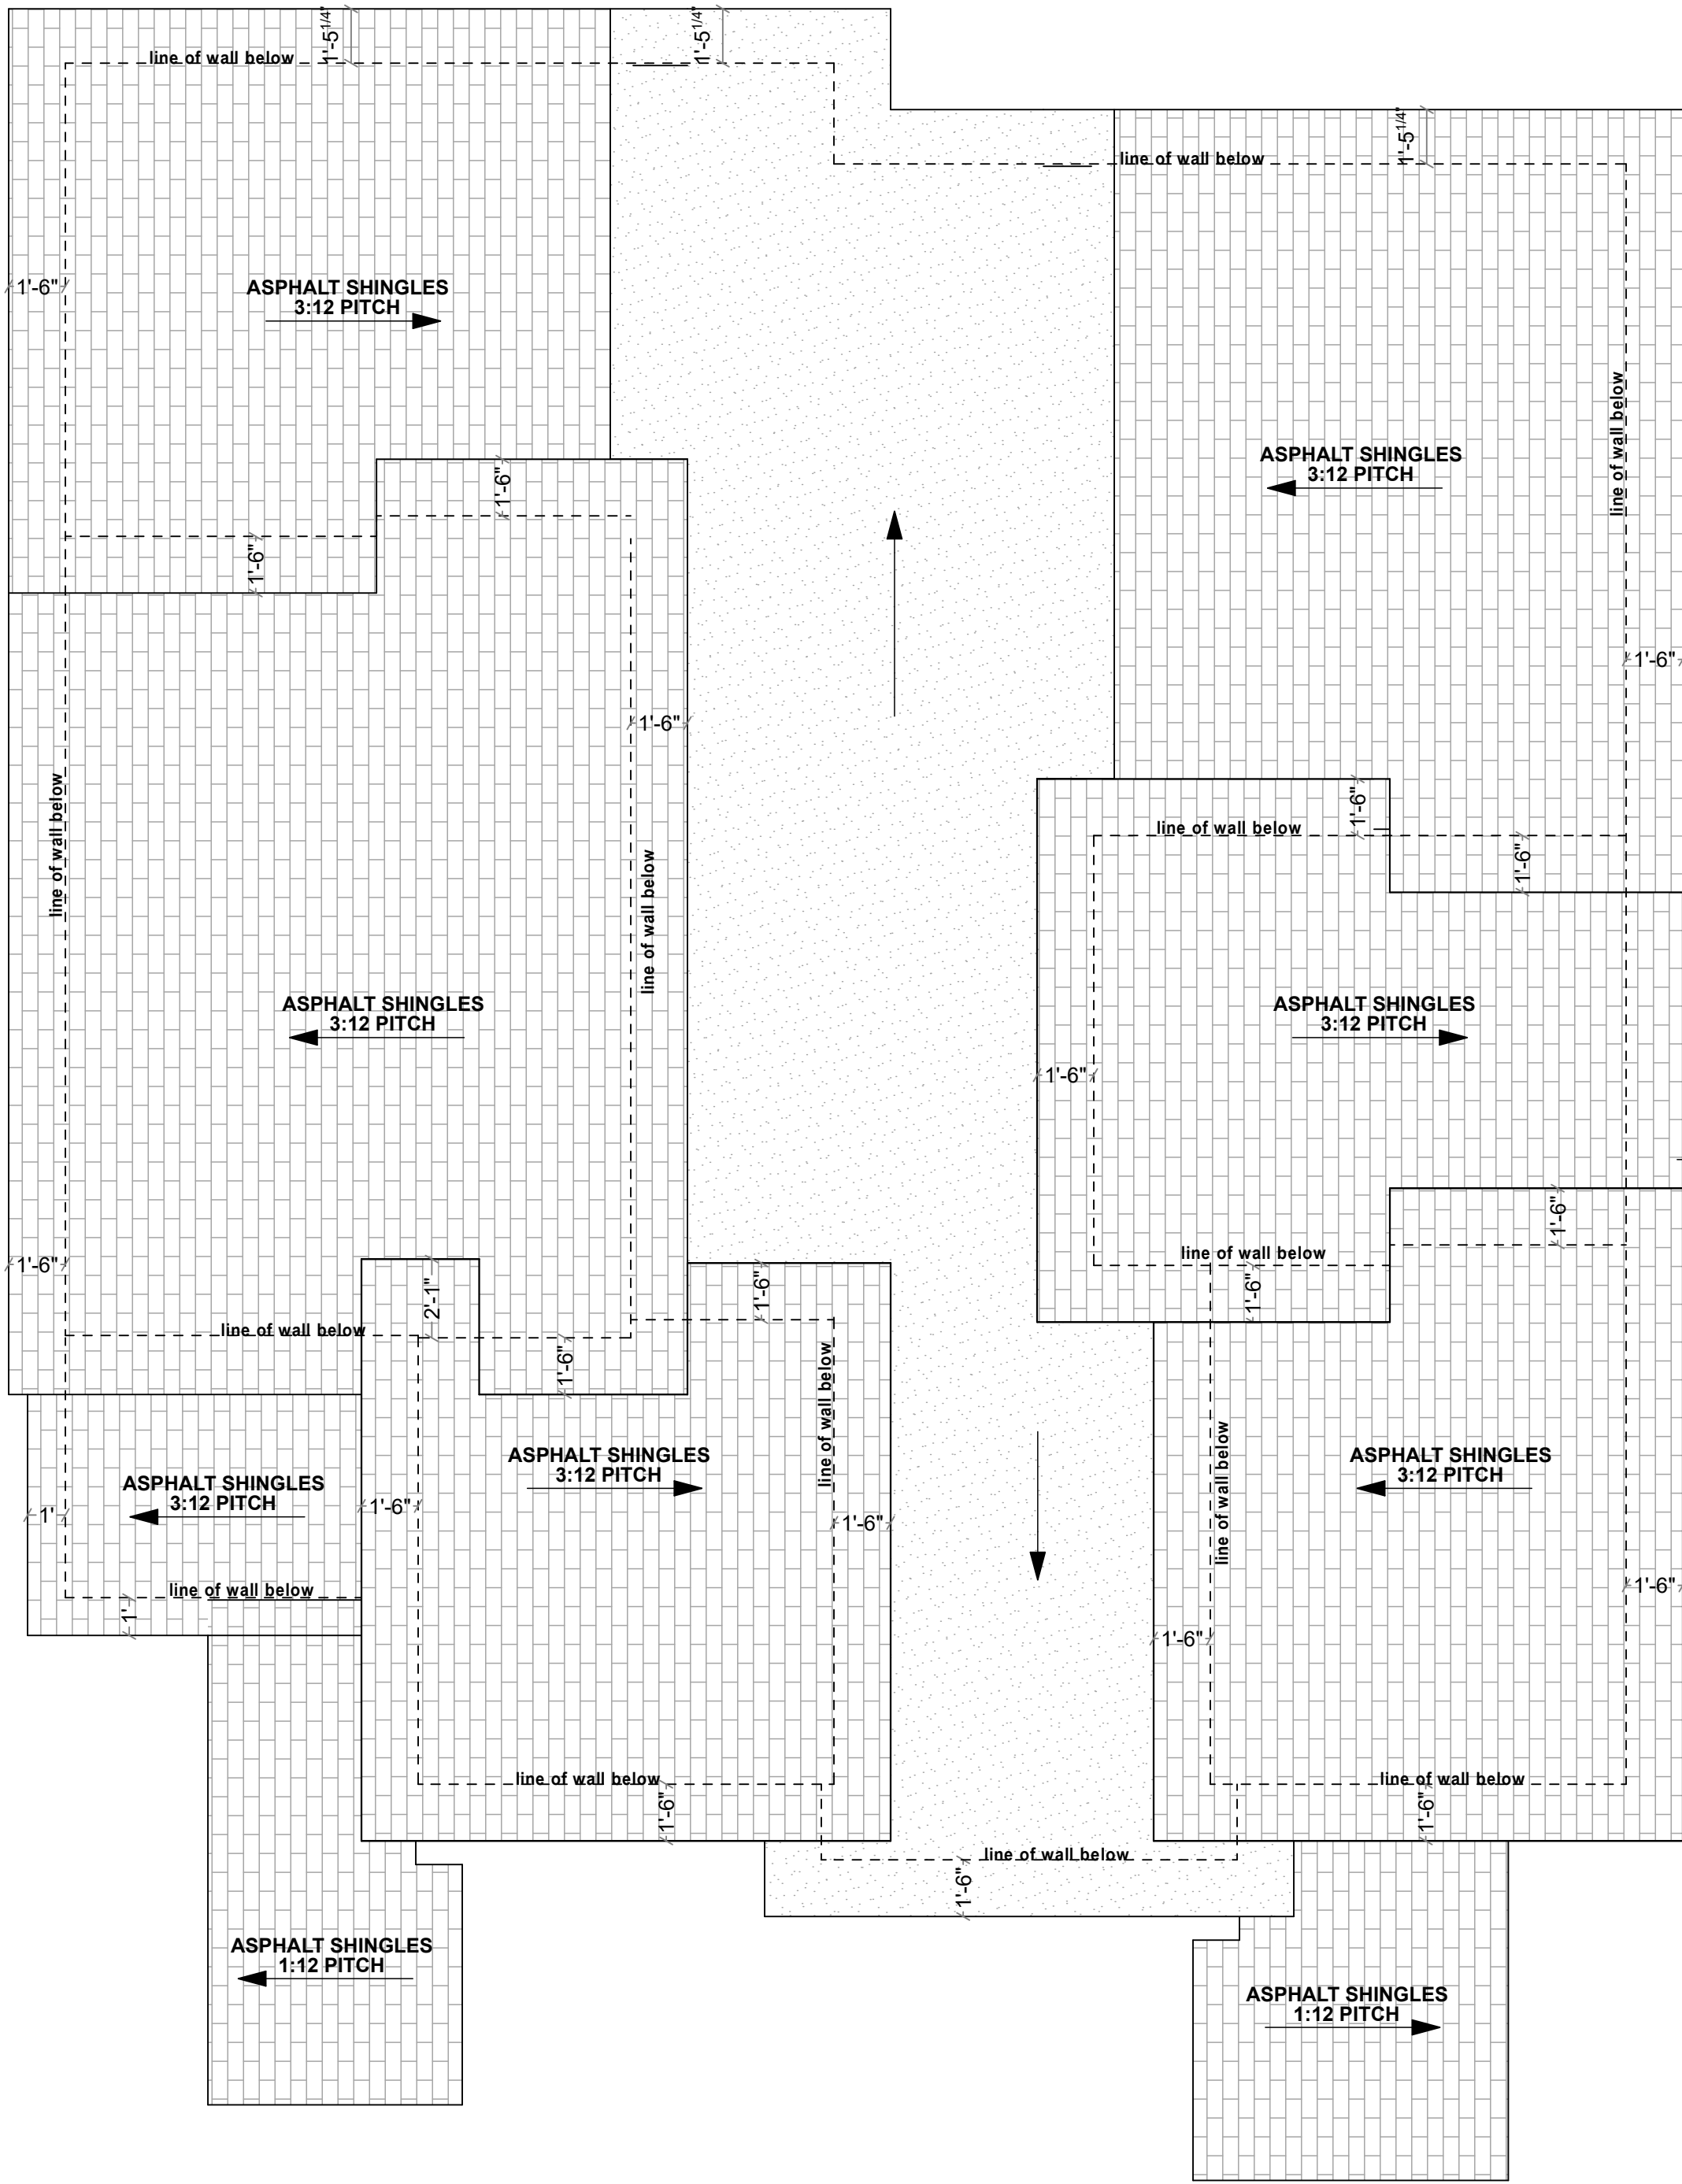 1'-5 1/4"
1'-5 1/4"
line of wall below
1'-5 1/4"
line of wall below
1'-6"
ASPHALT SHINGLES
3:12 PITCH
line of wall below
ASPHALT SHINGLES
3:12 PITCH
1'-6"
1'-6"
1'-6"
1'-6"
1'-6"
line of wall below
line of wall below
1'-6"
line of wall below
1'-6"
ASPHALT SHINGLES
3:12 PITCH
ASPHALT SHINGLES
3:12 PITCH
1'-6"
1'-6"
line of wall below
1'-6"
2'-1"
1'-6"
1'-6"
line of wall below
1'-6"
line of wall below
ASPHALT SHINGLES
3:12 PITCH
ASPHALT SHINGLES
3:12 PITCH
line of wall below
ASPHALT SHINGLES
3:12 PITCH
1'
1'-6"
1'-6"
line of wall below
1'-6"
1'
1'-6"
line of wall below
1'-6"
line of wall below
1'-6"
line of wall below
1'-6"
ASPHALT SHINGLES
1:12 PITCH
ASPHALT SHINGLES
1:12 PITCH